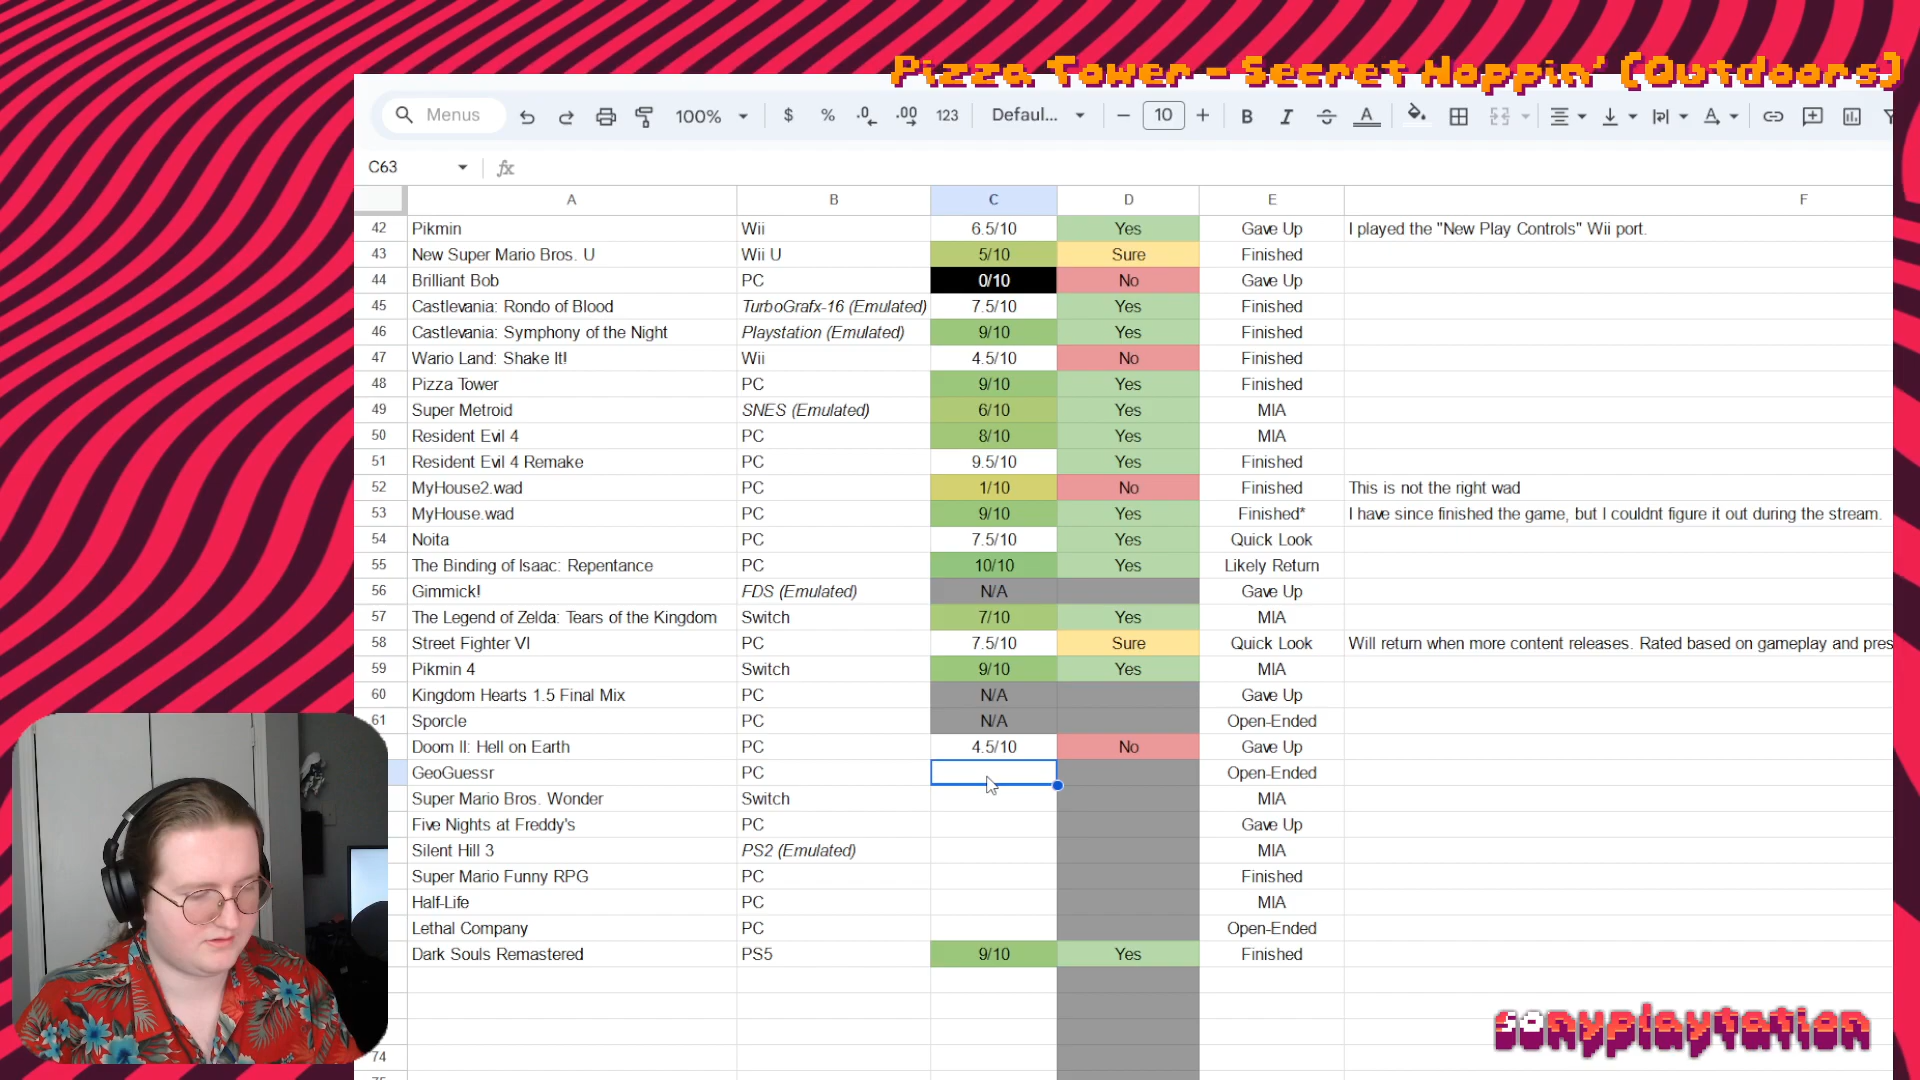 Pizza Tower - Secret Hoppin' (Outdoors)
Menus 100% $ % .0 .00 123 Defaul... − 10 + B I A A
C63 fx
A B C D E F
42 Pikmin Wii 6.5/10 Yes Gave Up I played the "New Play Controls" Wii port.
43 New Super Mario Bros. U Wii U 5/10 Sure Finished
44 Brilliant Bob PC 0/10 No Gave Up
45 Castlevania: Rondo of Blood TurboGrafx-16 (Emulated) 7.5/10 Yes Finished
46 Castlevania: Symphony of the Night Playstation (Emulated) 9/10 Yes Finished
47 Wario Land: Shake It! Wii 4.5/10 No Finished
48 Pizza Tower PC 9/10 Yes Finished
49 Super Metroid SNES (Emulated) 6/10 Yes MIA
50 Resident Evil 4 PC 8/10 Yes MIA
51 Resident Evil 4 Remake PC 9.5/10 Yes Finished
52 MyHouse2.wad PC 1/10 No Finished This is not the right wad
53 MyHouse.wad PC 9/10 Yes Finished* I have since finished the game, but I couldnt figure it out during the stream.
54 Noita PC 7.5/10 Yes Quick Look
55 The Binding of Isaac: Repentance PC 10/10 Yes Likely Return
56 Gimmick! FDS (Emulated) N/A Gave Up
57 The Legend of Zelda: Tears of the Kingdom Switch 7/10 Yes MIA
58 Street Fighter VI PC 7.5/10 Sure Quick Look Will return when more content releases. Rated based on gameplay and pres
59 Pikmin 4 Switch 9/10 Yes MIA
60 Kingdom Hearts 1.5 Final Mix PC N/A Gave Up
61 Sporcle PC N/A Open-Ended
Doom II: Hell on Earth PC 4.5/10 No Gave Up
GeoGuessr PC Open-Ended
Super Mario Bros. Wonder Switch MIA
Five Nights at Freddy's PC Gave Up
Silent Hill 3 PS2 (Emulated) MIA
Super Mario Funny RPG PC Finished
Half-Life PC MIA
Lethal Company PC Open-Ended
Dark Souls Remastered PS5 9/10 Yes Finished
74
sonyplaytation